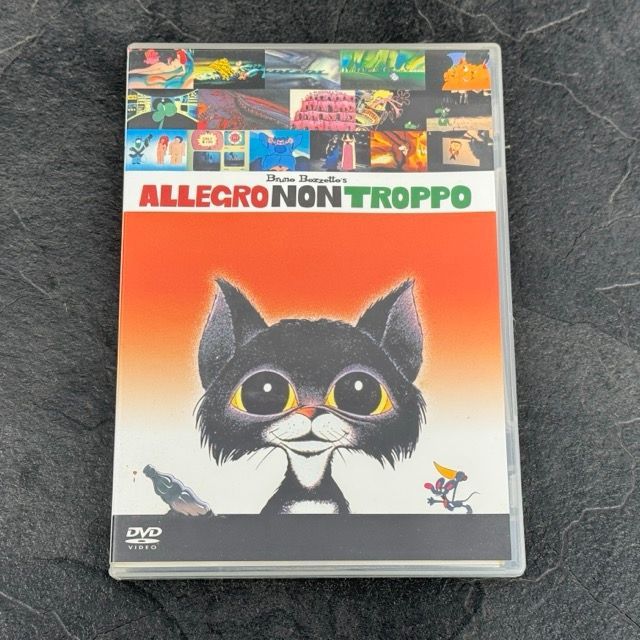 Bruno Bozzetto's
ALLEGRO NON TROPPO
DVD
VIDEO